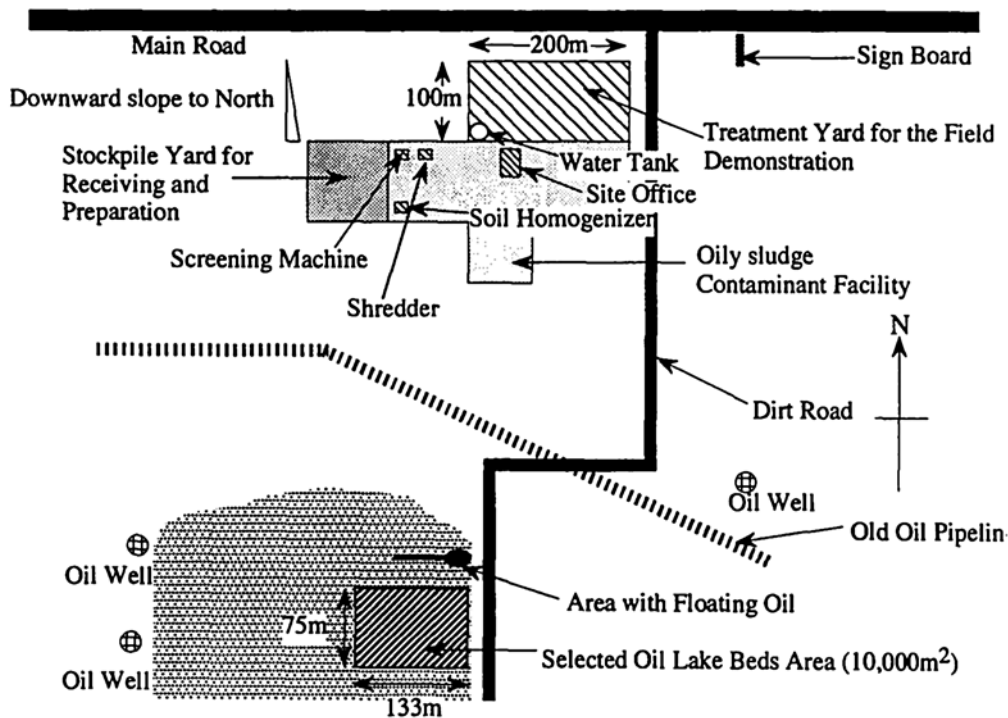 Main Road
200m
Sign Board
Downward slope to North
100m
Treatment Yard for the Field
Demonstration
Stockpile Yard for
Receiving and
Preparation
Water Tank
Site Office
Soil Homogenizer
Screening Machine
Shredder
Oily sludge
Contaminant Facility
N
Dirt Road
Oil Well
Old Oil Pipelin
Oil Well
Area with Floating Oil
75m
Selected Oil Lake Beds Area (10,000m²)
Oil Well
133m